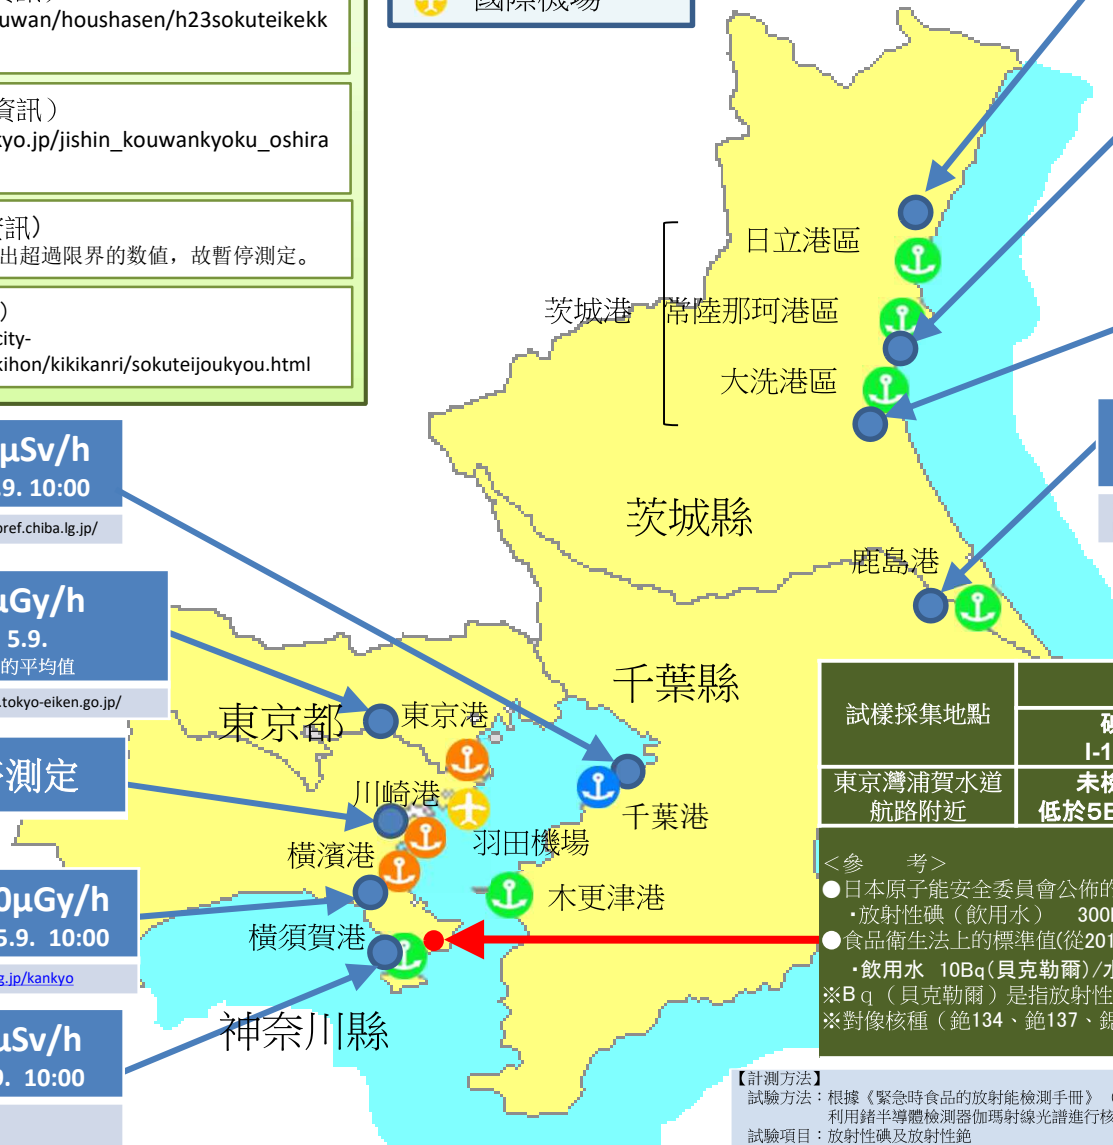 uwan/houshasen/h23sokuteikekk
國際機場
資訊）
kyo.jp/jishin_kouwankyoku_oshira
訊）
出超過限界的数值，故暫停測定。
）
city-
kihon/kikikanri/sokuteijoukyou.html
日立港區
茨城港
常陸那珂港區
大洗港區
茨城縣
鹿島港
μSv/h
.9. 10:00
pref.chiba.lg.jp/
μGy/h
5.9.
的平均值
.tokyo-eiken.go.jp/
千葉縣
東京都
東京港
測定
川崎港
千葉港
羽田機場
橫濱港
木更津港
0μGy/h
5.9. 10:00
g.jp/kankyo
橫須賀港
神奈川縣
μSv/h
9. 10:00
試樣採集地點
I-1
東京灣浦賀水道
航路附近
未檢
低於5B
＜參　考＞
●日本原子能安全委員會公佈的
・放射性碘（飲用水）　300
●食品衛生法上的標準值(從201
・飲用水 10Bq(貝克勒爾)/水
※Ｂｑ（貝克勒爾）是指放射性
※對像核種（銫134、銫137、鍶
【計測方法】
試驗方法：根據《緊急時食品的放射能檢測手冊》（
利用鍺半導體檢測器伽瑪射線光譜進行核
試驗項目：放射性碘及放射性銫